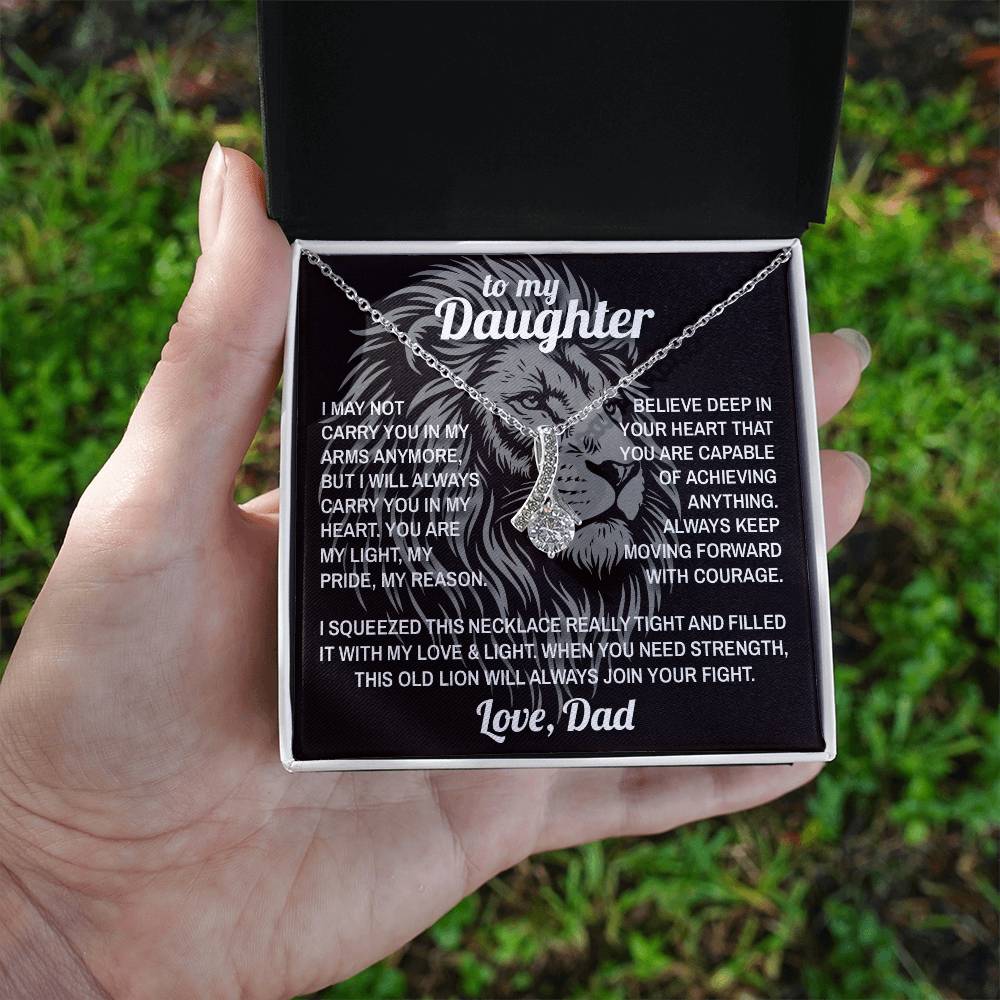 to my
Daughter
I MAY NOT
CARRY YOU IN MY
ARMS ANYMORE,
BUT I WILL ALWAYS
CARRY YOU IN MY
HEART. YOU ARE
MY LIGHT, MY
PRIDE, MY REASON.
BELIEVE DEEP IN
YOUR HEART THAT
YOU ARE CAPABLE
OF ACHIEVING
ANYTHING.
ALWAYS KEEP
MOVING FORWARD
WITH COURAGE.
I SQUEEZED THIS NECKLACE REALLY TIGHT AND FILLED
IT WITH MY LOVE & LIGHT. WHEN YOU NEED STRENGTH,
THIS OLD LION WILL ALWAYS JOIN YOUR FIGHT.
Love, Dad